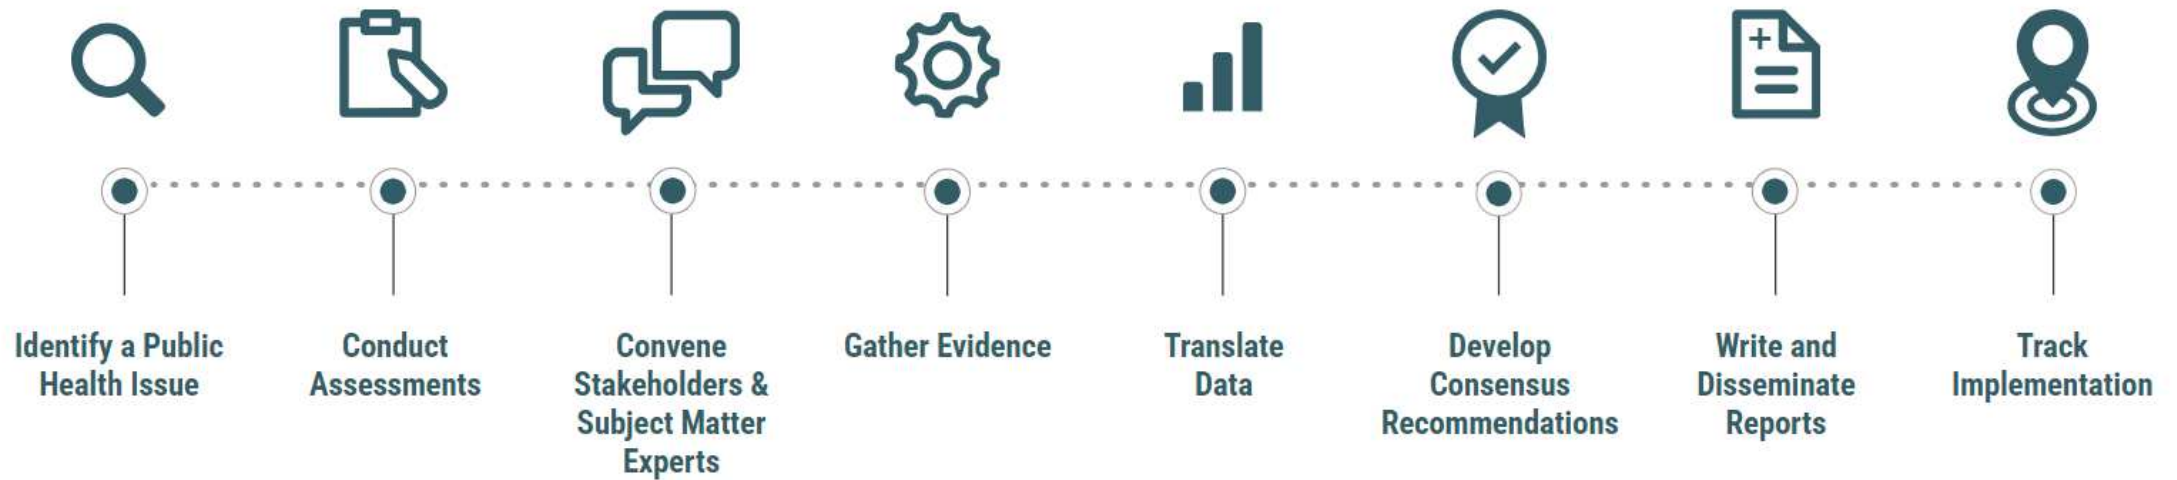 Identify a Public
Health Issue
Conduct
Assessments
Convene
Stakeholders &
Subject Matter
Experts
Gather Evidence
Translate
Data
Develop
Consensus
Recommendations
Write and
Disseminate
Reports
Track
Implementation